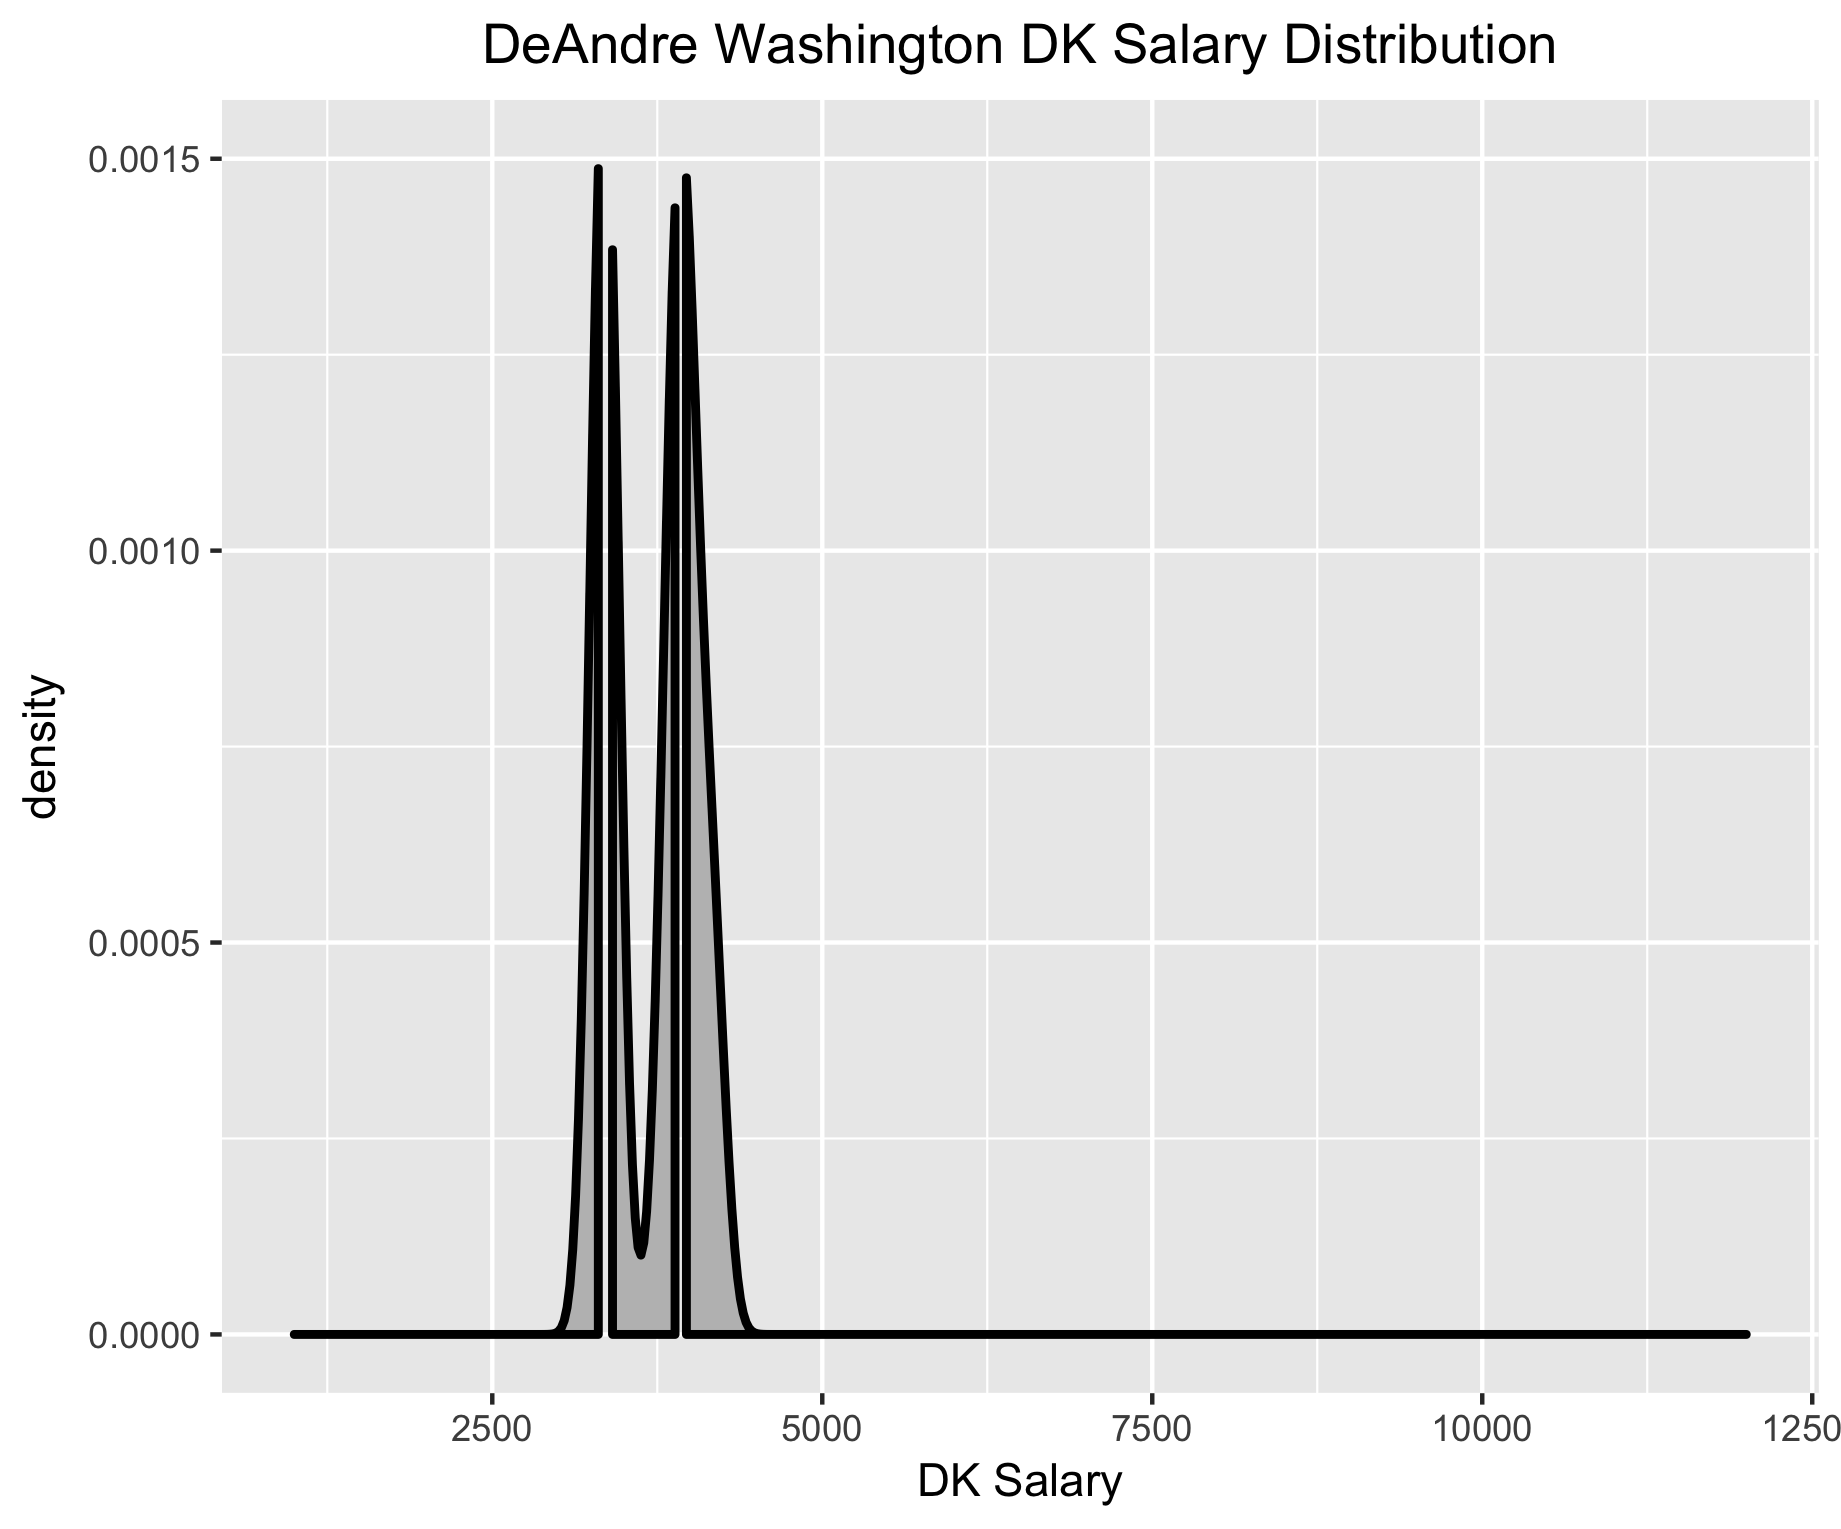 DeAndre Washington DK Salary Distribution
0.0015
0.0010
0.0005
0.0000
density
2500 5000 7500 10000 1250
DK Salary